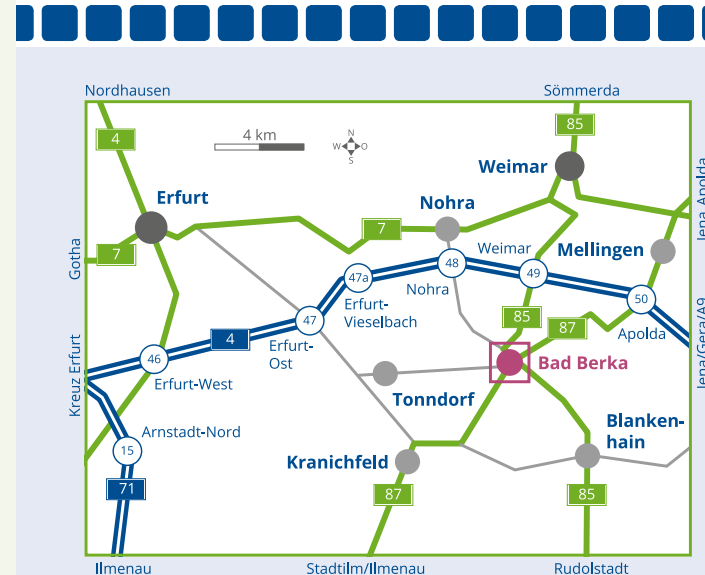 Nordhausen
Sömmerda
4
85
4 km
N
W
O
S
Weimar
Jena, Apolda
Erfurt
Nohra
7
7
Gotha
Weimar
Mellingen
47a
48
49
Nohra
50
Erfurt-
Vieselbach
85
87
Apolda
47
4
Erfurt-
Ost
Jena/Gera/A9
Kreuz Erfurt
46
Erfurt-West
Bad Berka
Tonndorf
Blanken-
hain
Arnstadt-Nord
15
Kranichfeld
71
87
85
Ilmenau
Stadtilm/Ilmenau
Rudolstadt